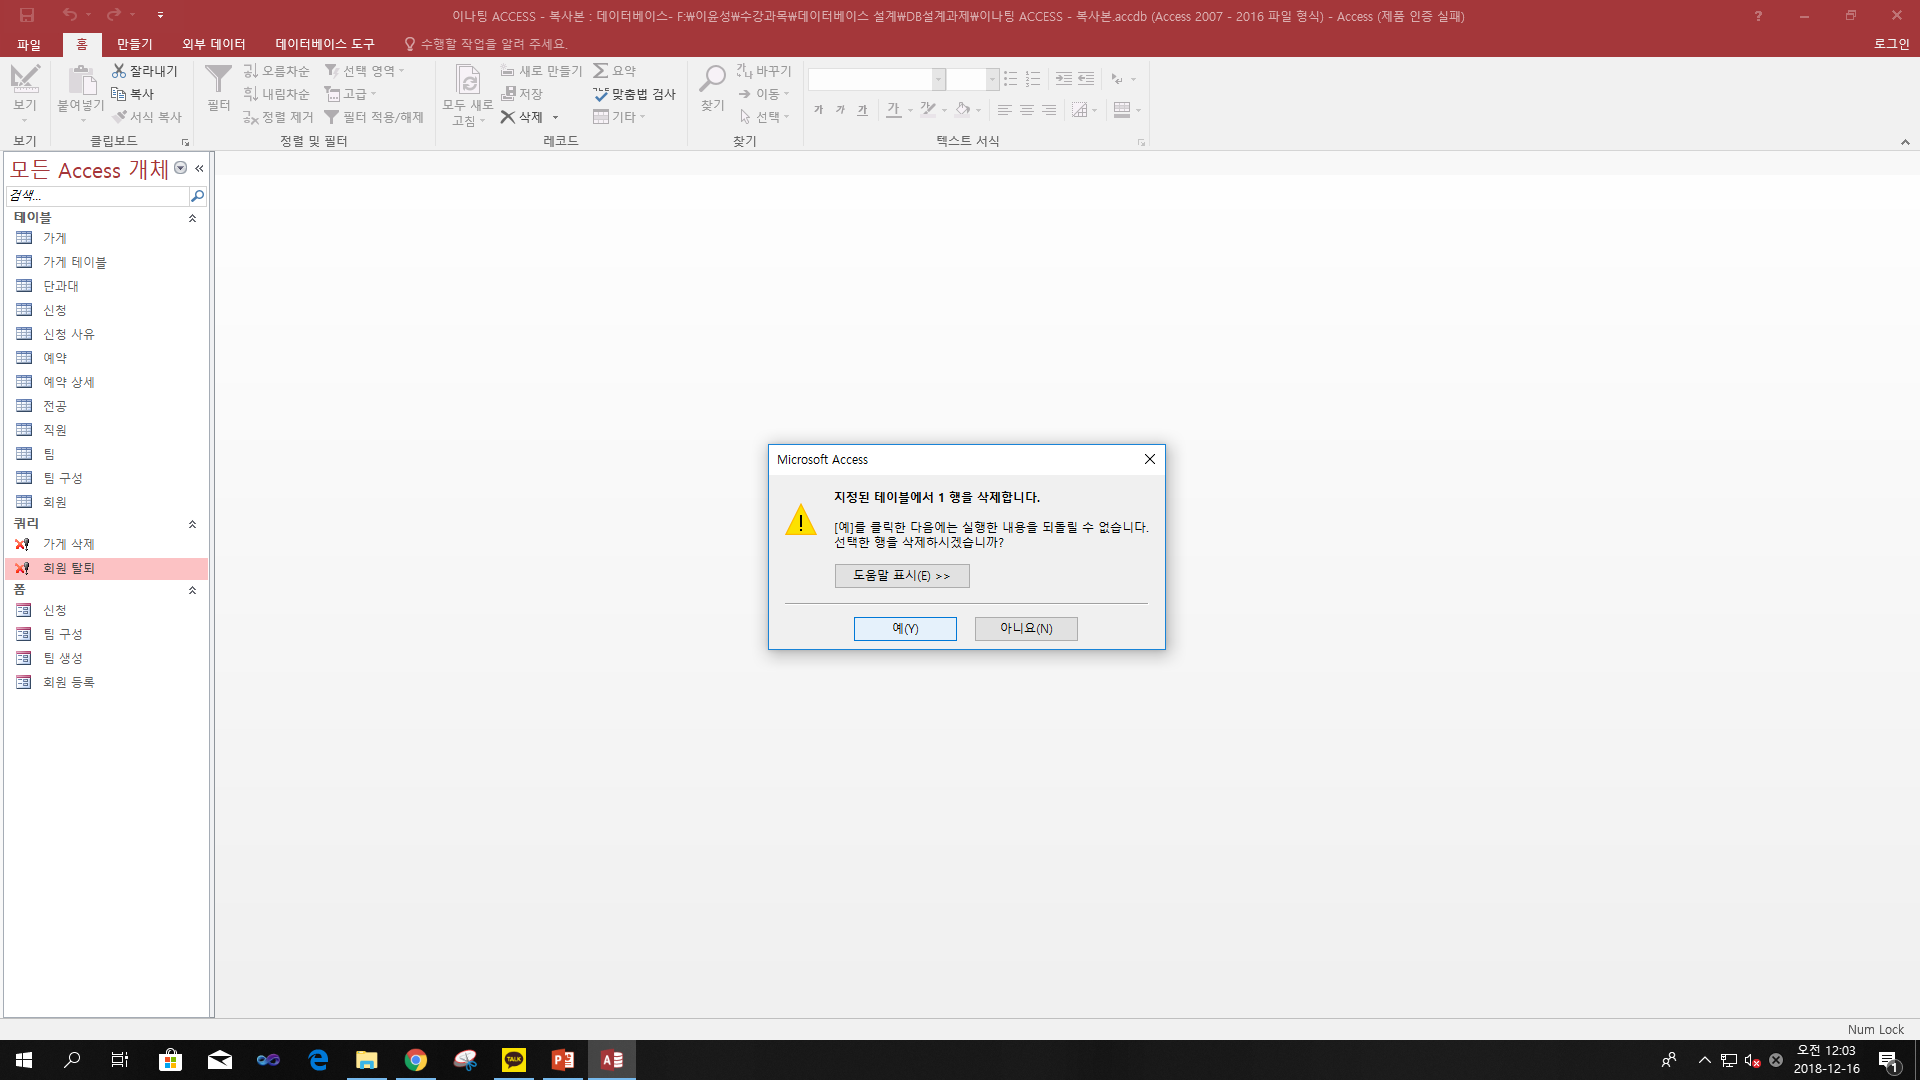 이나팅 ACCESS - 복사본 : 데이터베이스- F:₩이윤성₩수강과목₩데이터베이스 설계₩DB설계과제₩이나팅 ACCESS - 복사본.accdb (Access 2007 - 2016 파일 형식) - Access (제품 인증 실패)
파일 홈 만들기 외부 데이터 데이터베이스 도구 수행할 작업을 알려 주세요. 로그인
보기
보기
붙여넣기
잘라내기
복사
서식 복사
클립보드
필터
오름차순
내림차순
정렬 제거
선택 영역
고급
필터 적용/해제
정렬 및 필터
모두 새로
고침
새로 만들기
저장
삭제
요약
맞춤법 검사
기타
레코드
찾기
바꾸기
이동
선택
찾기
가 가 가 가
텍스트 서식
모든 Access 개체
검색...
테이블
가게
가게 테이블
단과대
신청
신청 사유
예약
예약 상세
전공
직원
팀
팀 구성
회원
쿼리
가게 삭제
회원 탈퇴
폼
신청
팀 구성
팀 생성
회원 등록
Microsoft Access
지정된 테이블에서 1 행을 삭제합니다.
[예]를 클릭한 다음에는 실행한 내용을 되돌릴 수 없습니다.
선택한 행을 삭제하시겠습니까?
도움말 표시(E) >>
예(Y) 아니요(N)
Num Lock
TALK
오전 12:03
2018-12-16
1